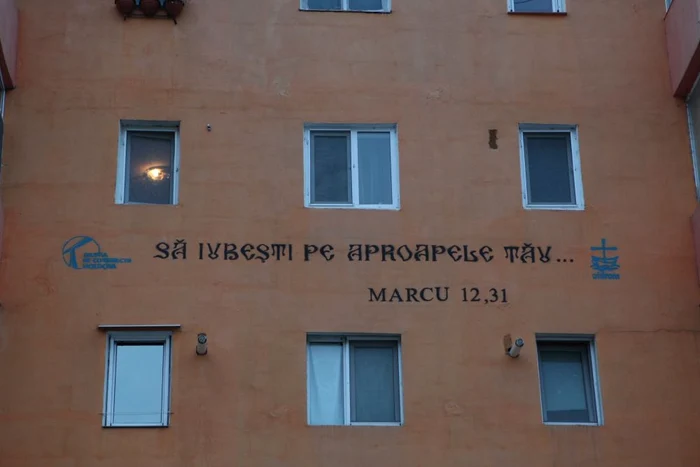 SĂ IUBEȘTI PE APROAPELE TĂU...
MARCU 12,31